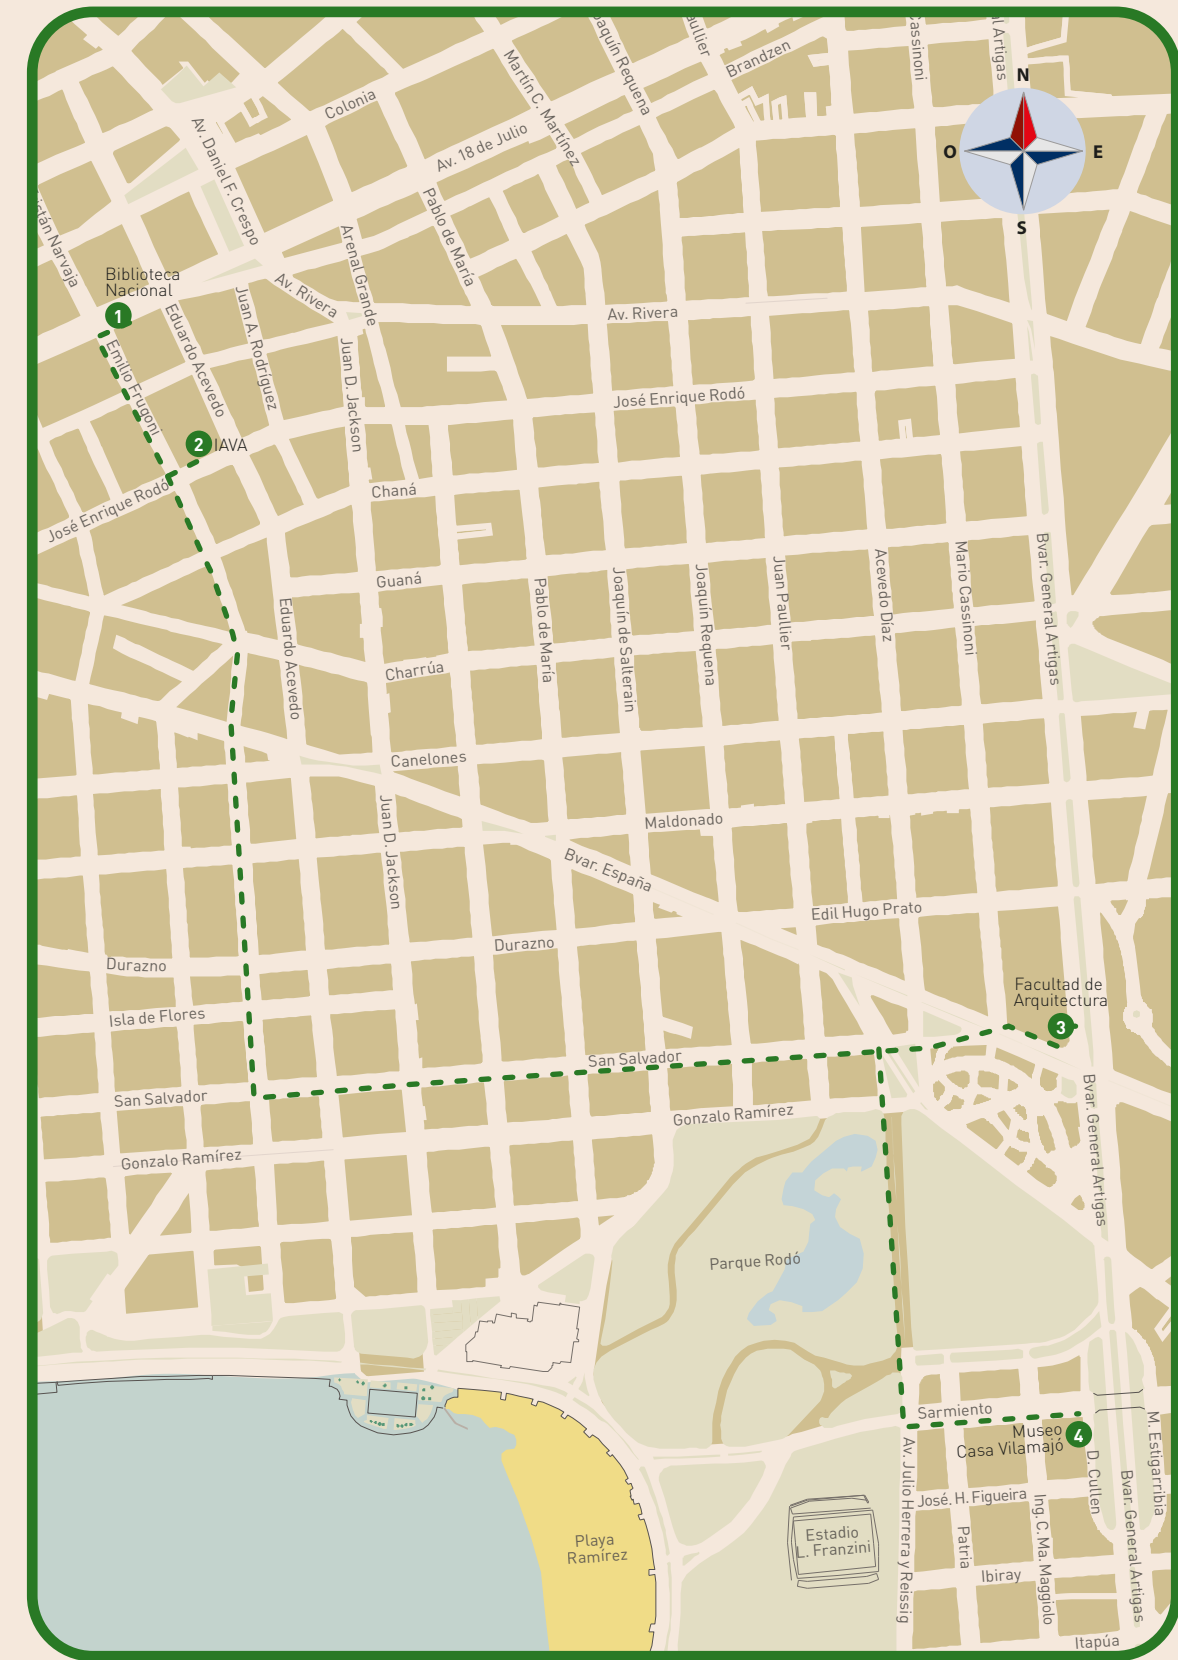 Cassinoni
al Artigas
aullier
Joaquín Requena
Brandzen
Martín C. Martínez
Colonia
Av. 18 de Julio
Av. Daniel F. Crespo
N
O
E
S
istán Narvaja
Pablo de María
Arenal Grande
Biblioteca
Nacional
1
Av. Rivera
Av. Rivera
Eduardo Acevedo
Juan A. Rodríguez
Emilio Frugoni
Juan D. Jackson
José Enrique Rodó
2
IAVA
José Enrique Rodó
Chaná
Guaná
Eduardo Acevedo
Pablo de María
Joaquín de Salterain
Joaquín Requena
Juan Paullier
Acevedo Díaz
Mario Cassinoni
Bvar. General Artigas
Charrúa
Canelones
Juan D. Jackson
Maldonado
Bvar. España
Edil Hugo Prato
Durazno
Durazno
Isla de Flores
Facultad de
Arquitectura
3
San Salvador
San Salvador
Gonzalo Ramírez
Gonzalo Ramírez
Bvar. General Artigas
Parque Rodó
Sarmiento
Museo
Casa Vilamajó
4
Av. Julio Herrera y Reissig
José. H. Figueira
Patria
Ing. C. Ma. Maggiolo
D. Cullen
Bvar. General Artigas
M. Estigarribia
Playa
Ramírez
Estadio
L. Franzini
Ibiray
Itapúa